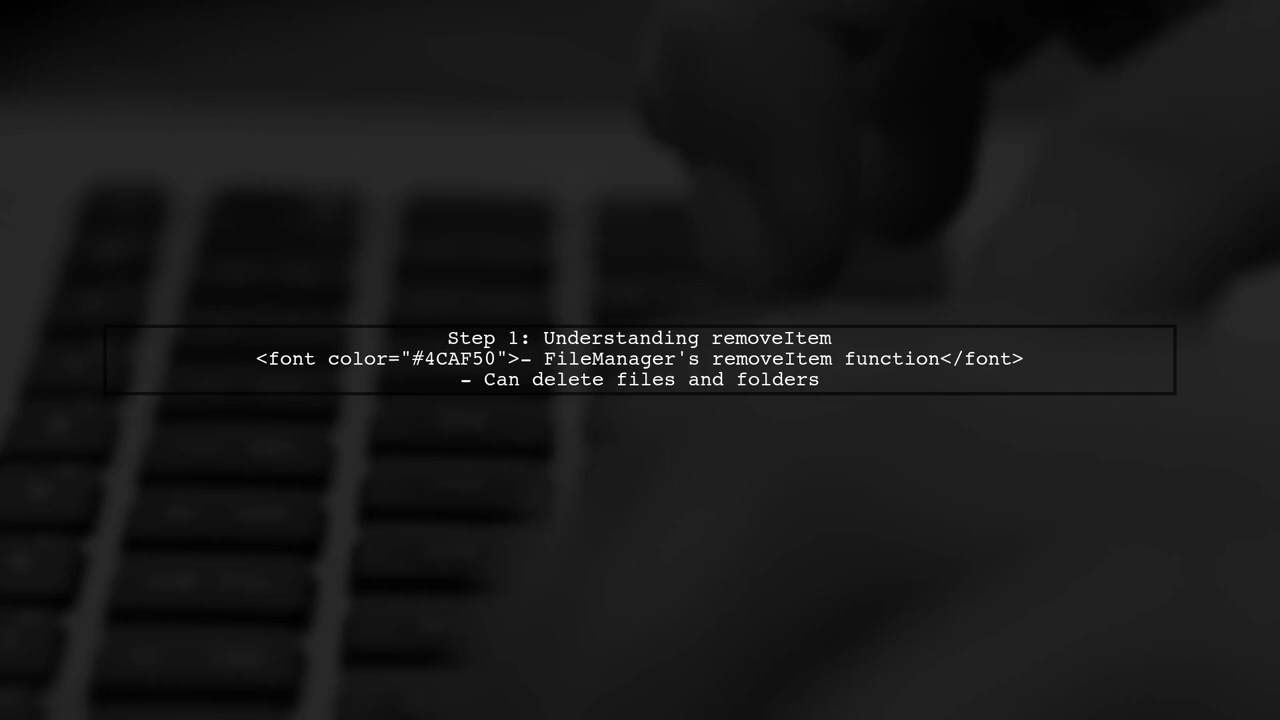 Step 1: Understanding removeItem
<font color="#4CAF50">- FileManager's removeItem function</font>
- Can delete files and folders